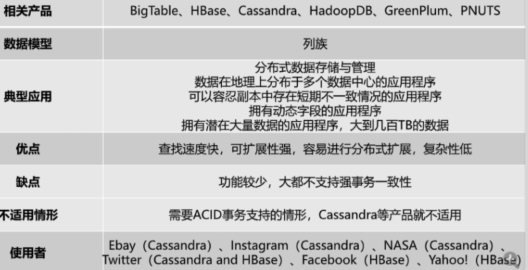 相关产品 BigTable、HBase、Cassandra、HadoopDB、GreenPlum、PNUTS
数据模型 列族
典型应用 分布式数据存储与管理
数据在地理上分布于多个数据中心的应用程序
可以容忍副本中存在短期不一致情况的应用程序
拥有动态字段的应用程序
拥有潜在大量数据的应用程序，大到几百TB的数据
优点 查找速度快，可扩展性强，容易进行分布式扩展，复杂性低
缺点 功能较少，大都不支持强事务一致性
不适用情形 需要ACID事务支持的情形，Cassandra等产品就不适用
使用者 Ebay（Cassandra）、Instagram（Cassandra）、NASA（Cassandra）、
Twitter（Cassandra and HBase）、Facebook（HBase）、Yahoo!（HBase）